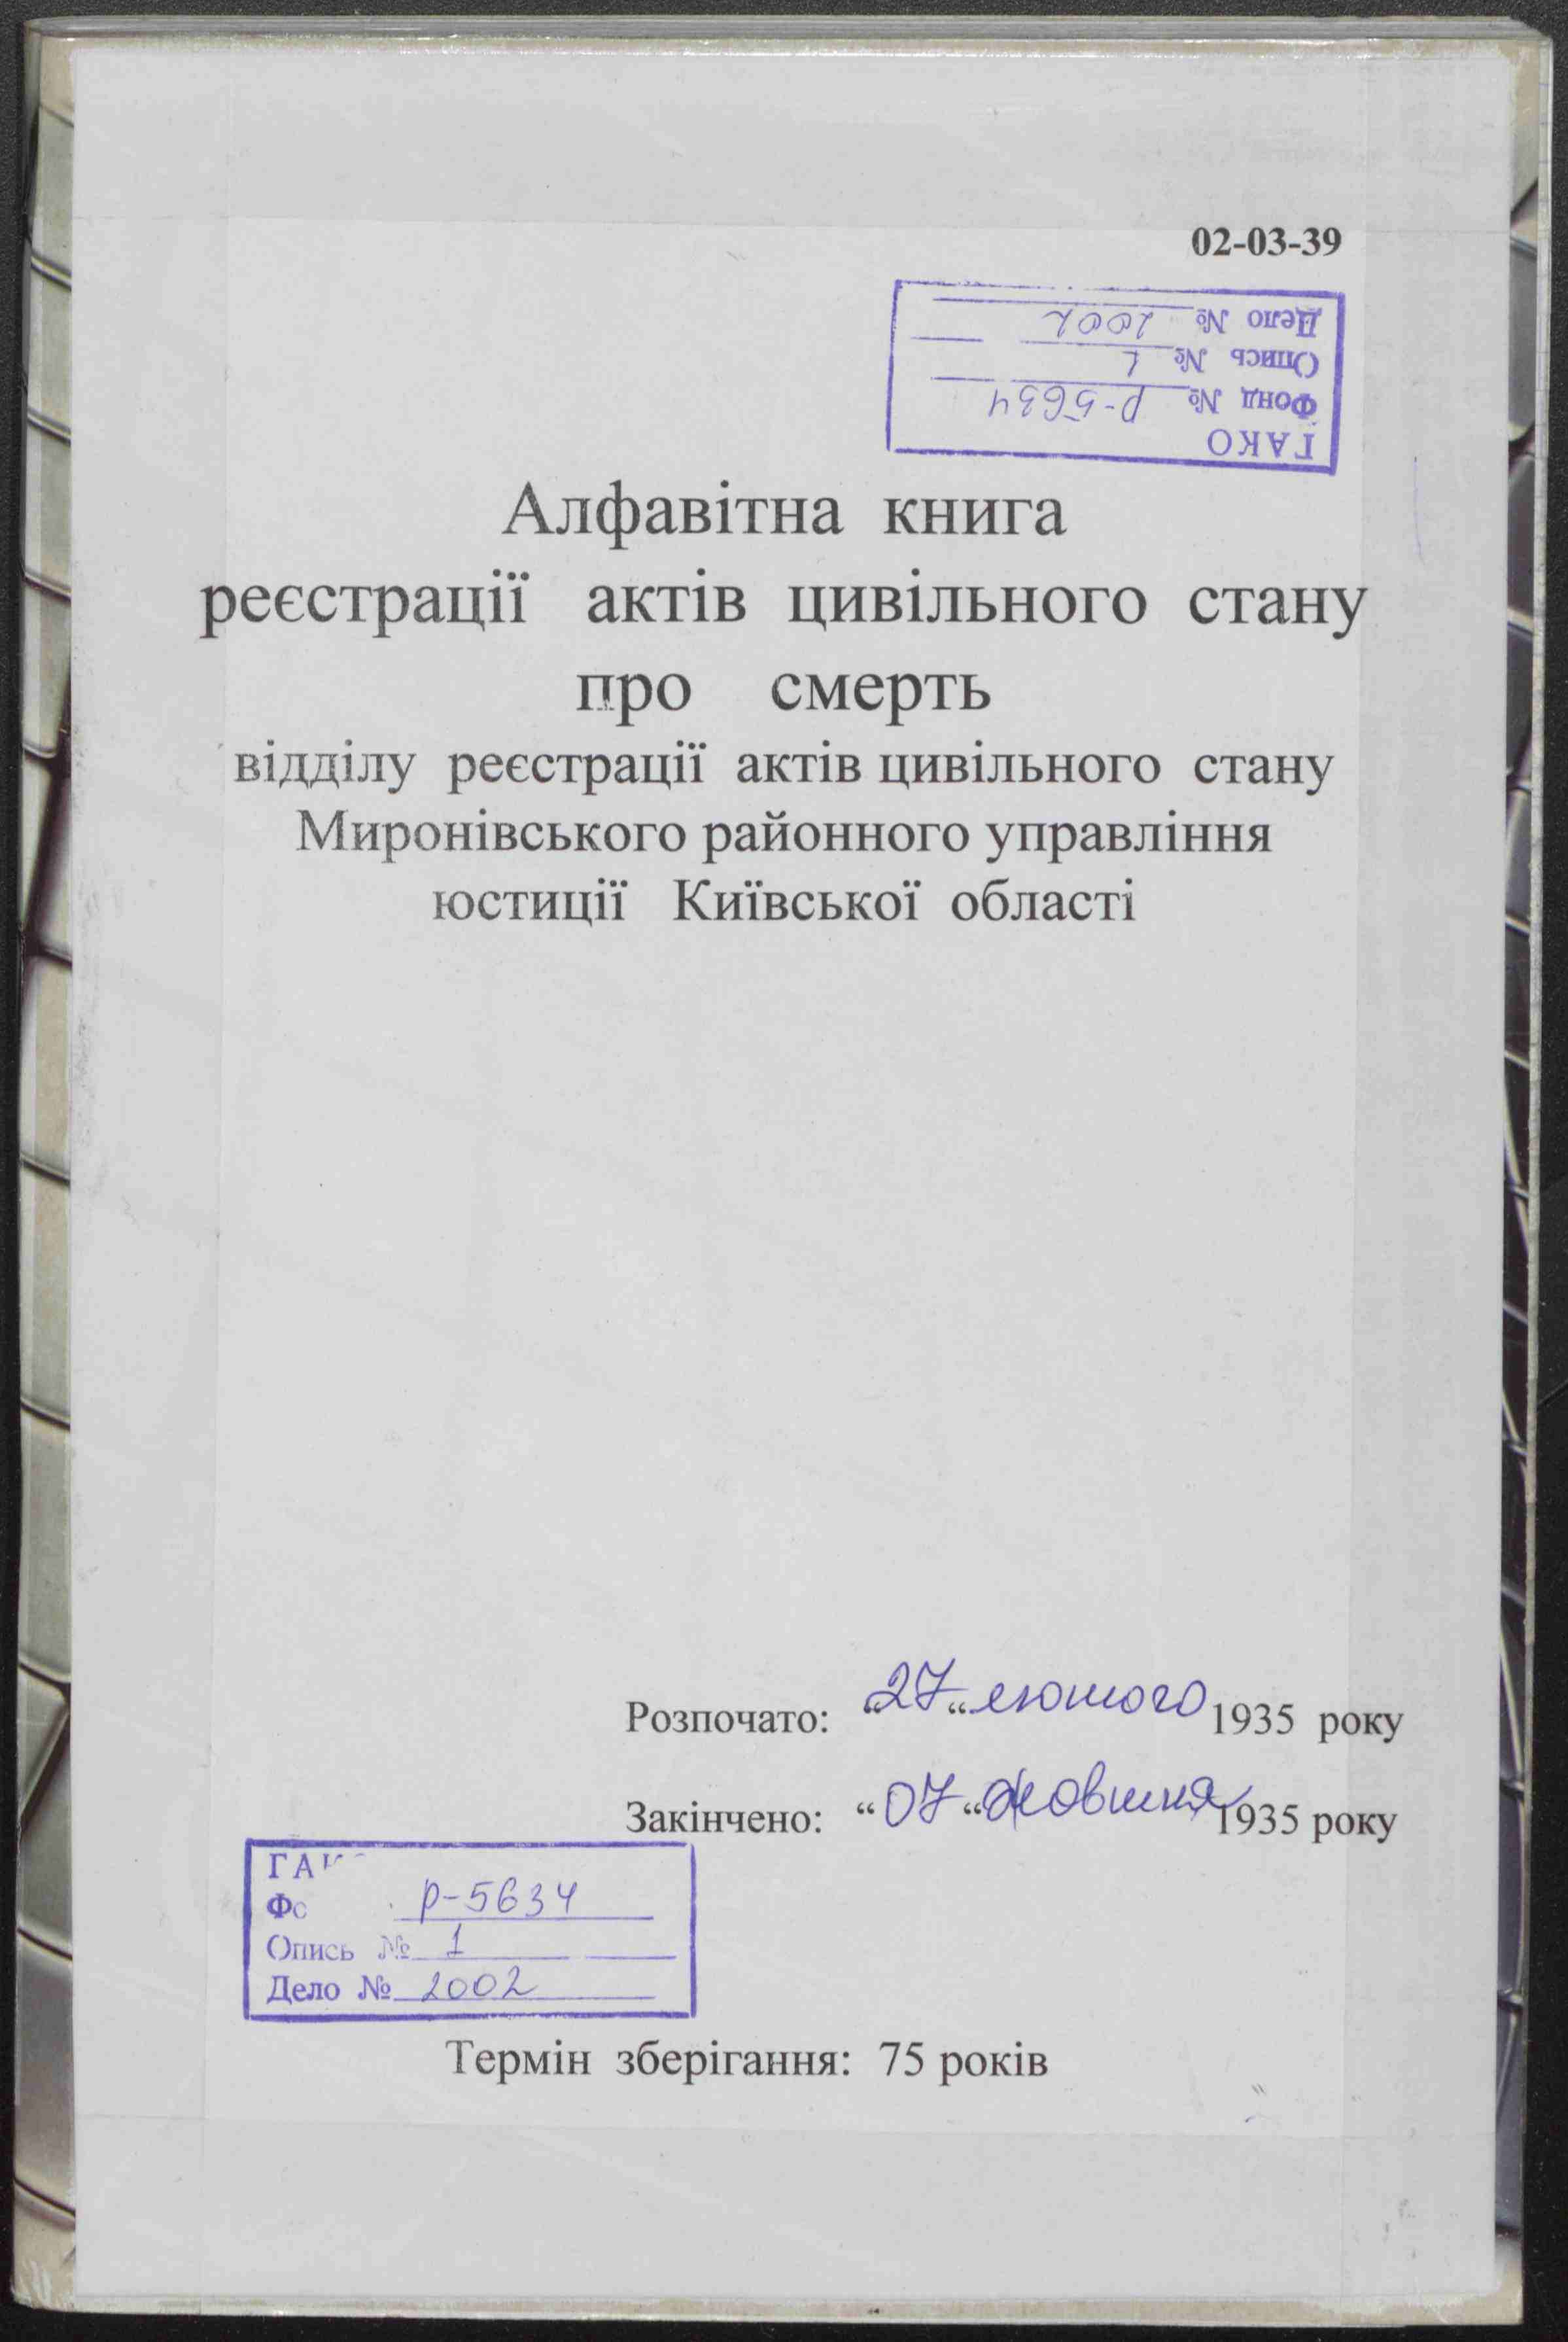 02-03-39
ГАКО
Фонд № р-5634
Опись № 1
Дело № 2002
Алфавітна книга
реєстрації актів цивільного стану
про смерть
відділу реєстрації актів цивільного стану
Миронівського районного управління
юстиції Київської області
Розпочато: “27“ лютого 1935 року
Закінчено: “07“ жовтня 1935 року
ГАК
Фо р-5634
Опись № 1
Дело № 2002
Термін зберігання: 75 років